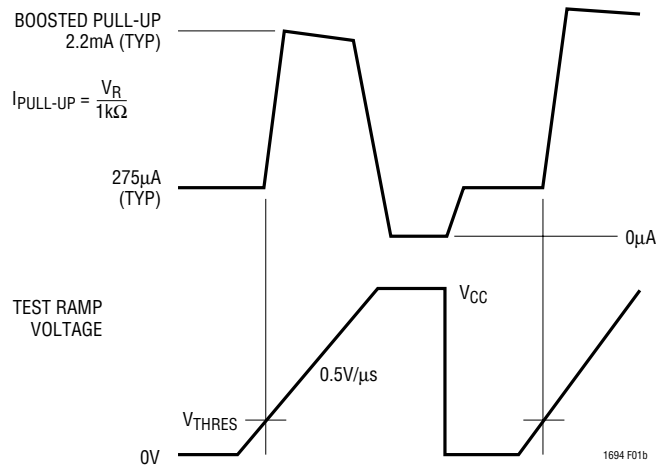 BOOSTED PULL-UP
2.2mA (TYP)
IPULL-UP = VR
1kΩ
275µA
(TYP)
0µA
TEST RAMP
VOLTAGE
VCC
0.5V/µs
VTHRES
0V
1694 F01b